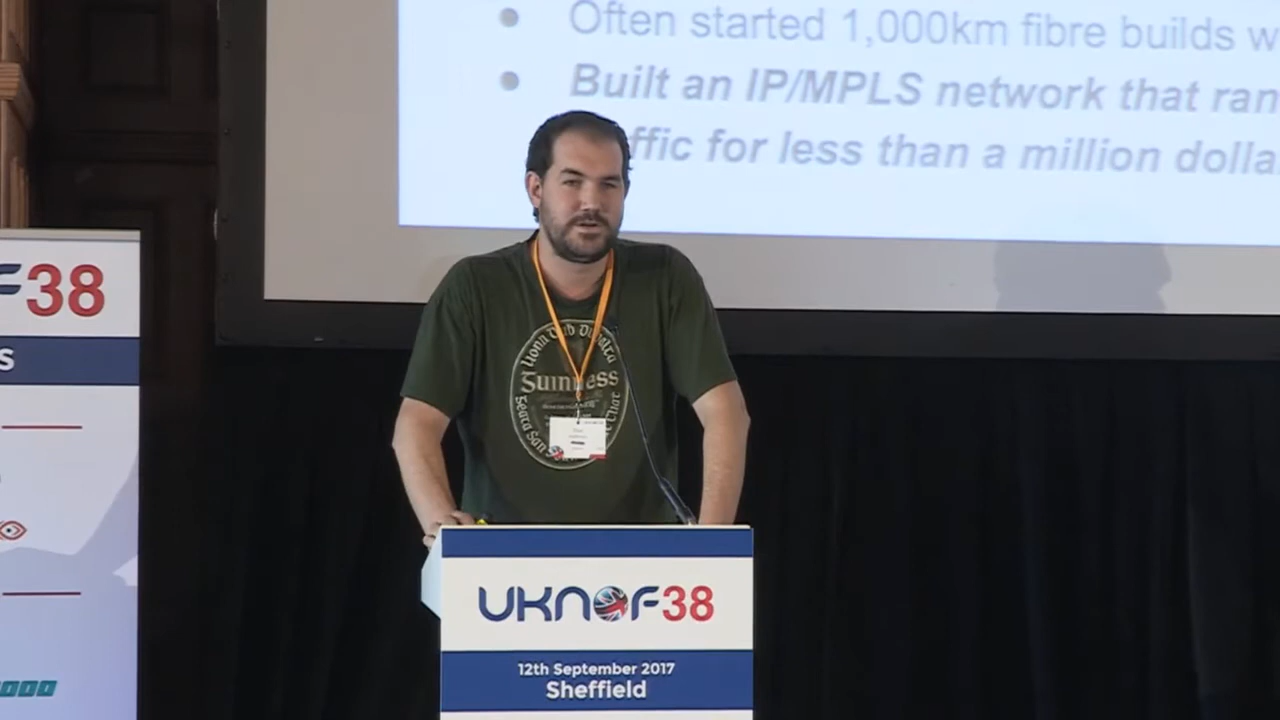 Often started 1,000km fibre builds w
Built an IP/MPLS network that ran
ffic for less than a million dolla
F38
S
Guinness
UKNOF38
12th September 2017
Sheffield
000